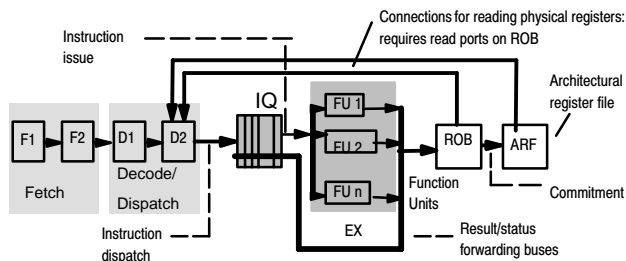 Connections for reading physical registers:
requires read ports on ROB
Instruction
issue
Architectural
register file
IQ
FU 1
F1
F2
D1
D2
FU 2
ROB
ARF
Fetch
Decode/
Dispatch
FU n
Function
Units
Commitment
Instruction
dispatch
EX
Result/status
forwarding buses